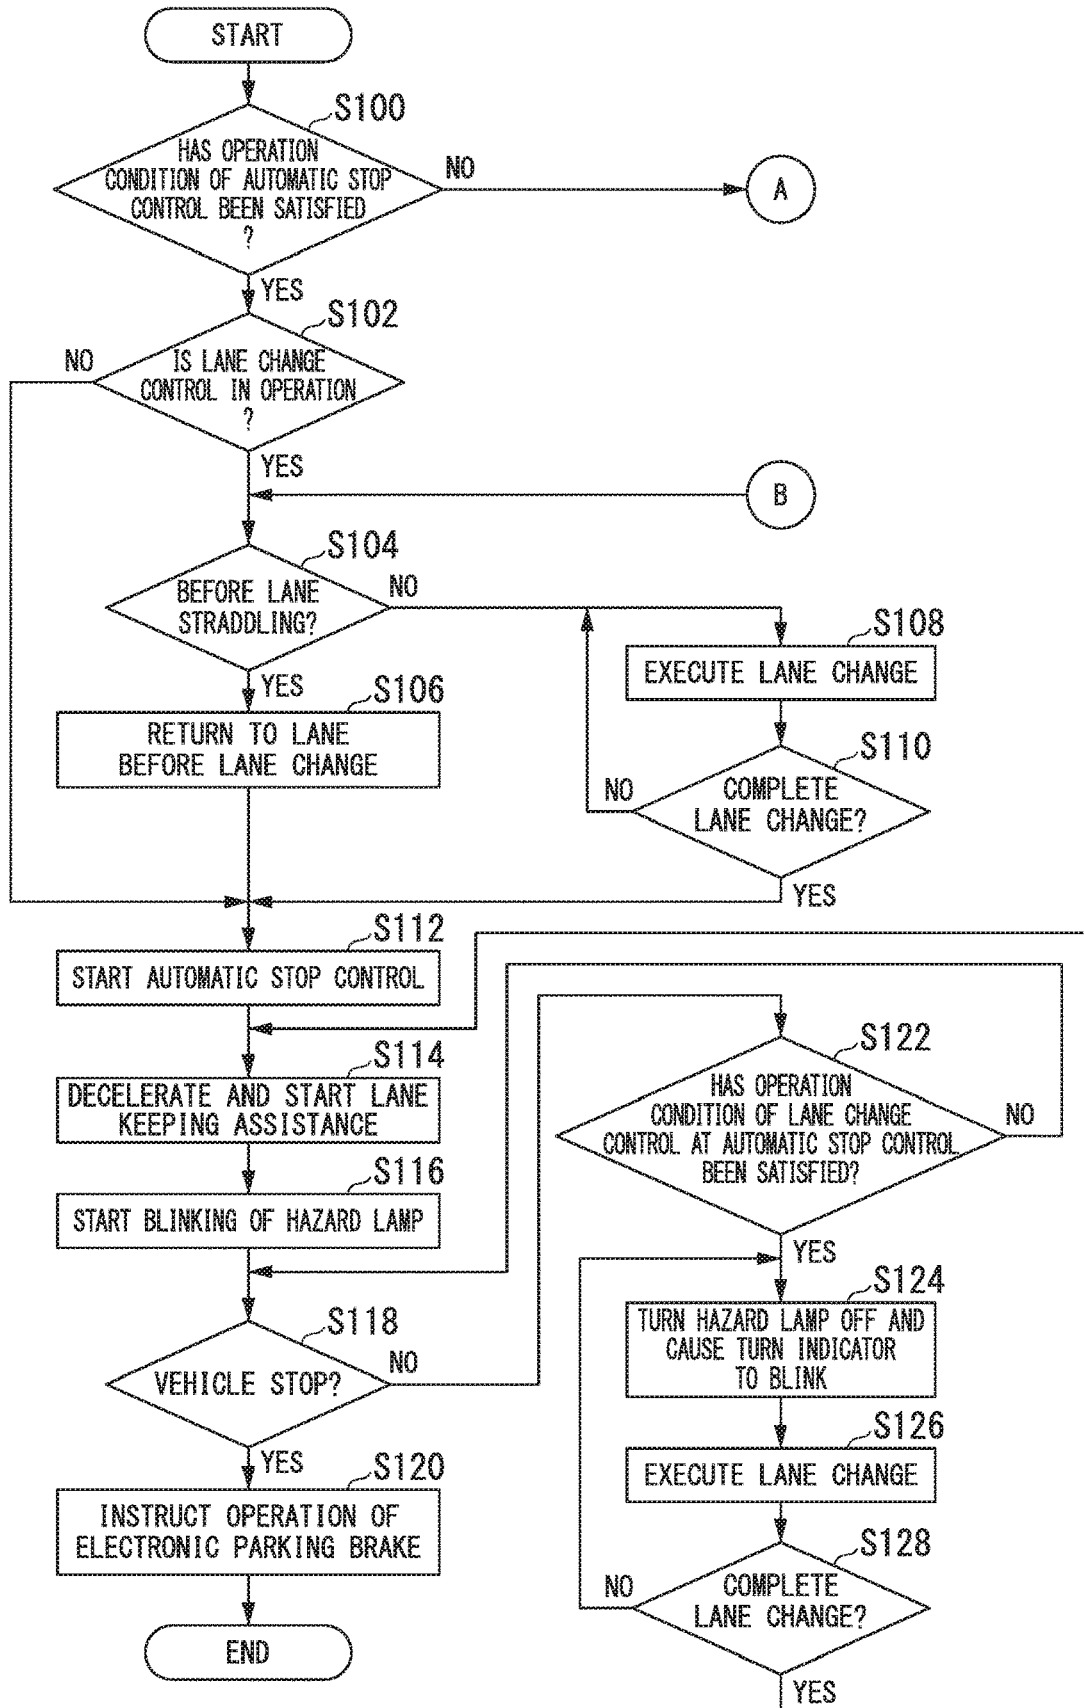 START
S100
HAS OPERATION
CONDITION OF AUTOMATIC STOP
CONTROL BEEN SATISFIED
?
NO
A
YES
S102
NO
IS LANE CHANGE
CONTROL IN OPERATION
?
YES
B
S104
BEFORE LANE
STRADDLING?
NO
YES
S106
RETURN TO LANE
BEFORE LANE CHANGE
S108
EXECUTE LANE CHANGE
S110
COMPLETE
LANE CHANGE?
NO
YES
S112
START AUTOMATIC STOP CONTROL
S114
DECELERATE AND START LANE
KEEPING ASSISTANCE
S116
START BLINKING OF HAZARD LAMP
S118
VEHICLE STOP?
NO
YES
S120
INSTRUCT OPERATION OF
ELECTRONIC PARKING BRAKE
END
S122
HAS OPERATION
CONDITION OF LANE CHANGE
CONTROL AT AUTOMATIC STOP CONTROL
BEEN SATISFIED?
NO
YES
S124
TURN HAZARD LAMP OFF AND
CAUSE TURN INDICATOR
TO BLINK
S126
EXECUTE LANE CHANGE
S128
COMPLETE
LANE CHANGE?
NO
YES